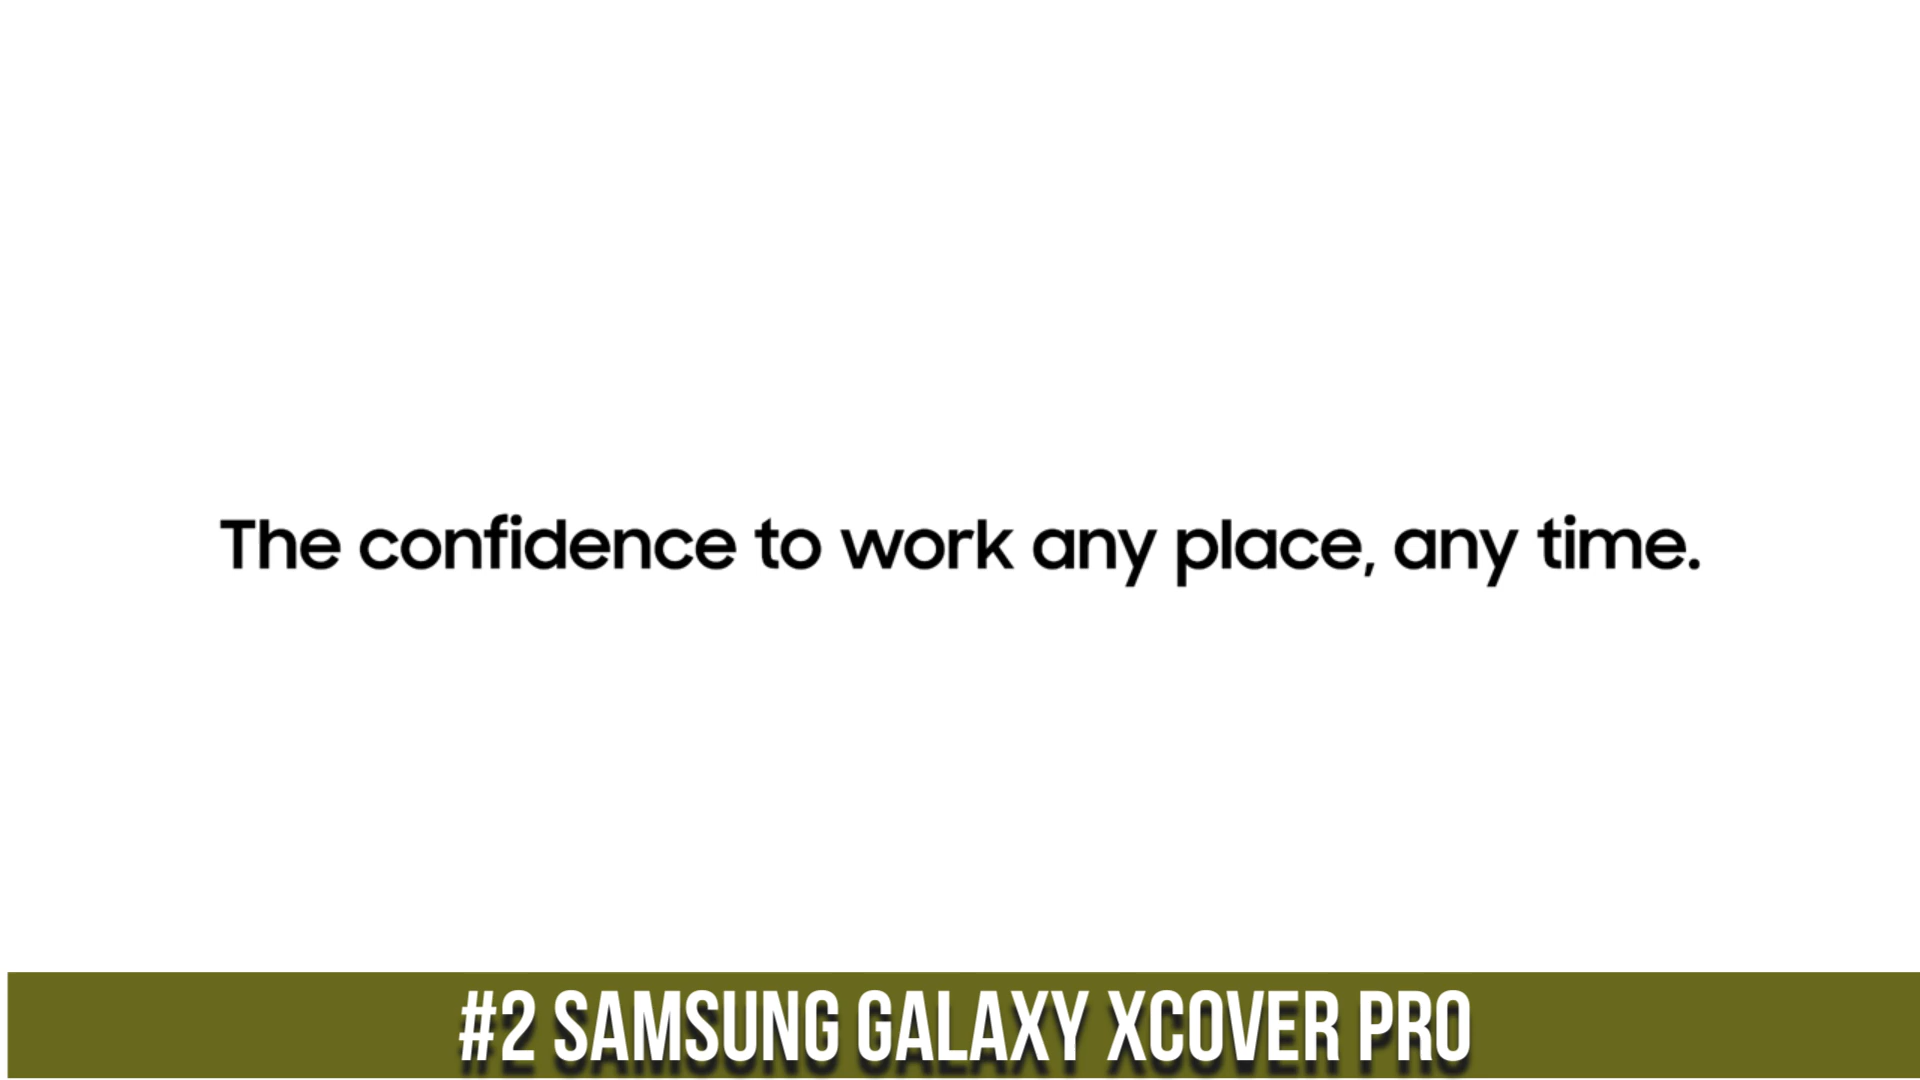 The confidence to work any place, any time.
#2 SAMSUNG GALAXY XCOVER PRO